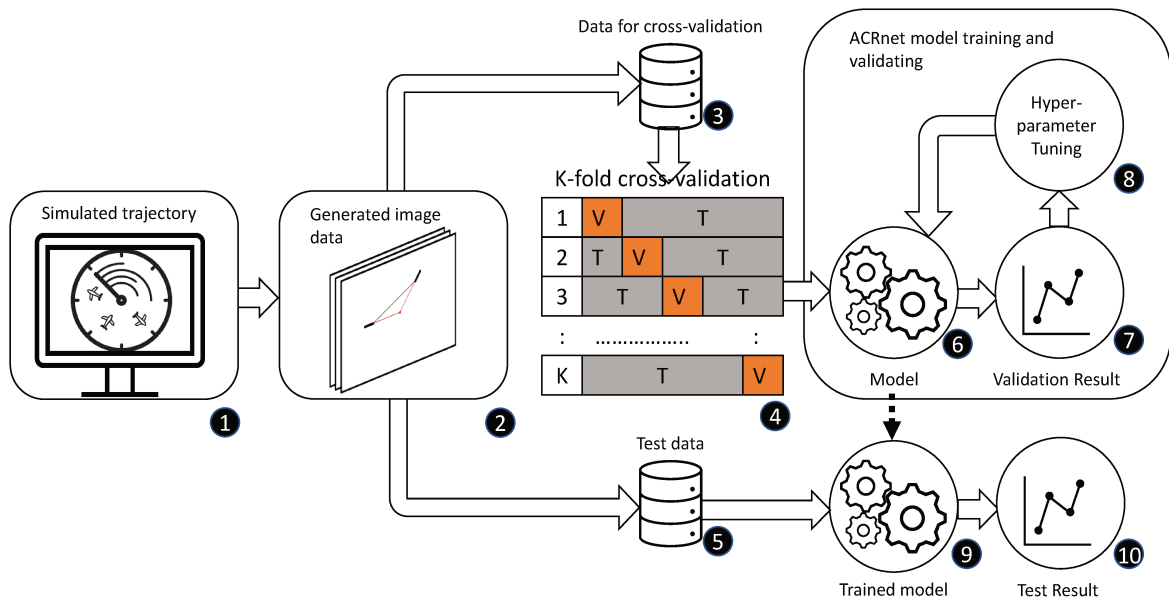 Data for cross-validation
3
ACRnet model training and
validating
Hyper-
parameter
Tuning
8
Simulated trajectory
1
Generated image
data
2
K-fold cross-validation
1 V T
2 T V T
3 T V T
: ................. :
K T V
4
6
Model
7
Validation Result
Test data
5
9
Trained model
10
Test Result